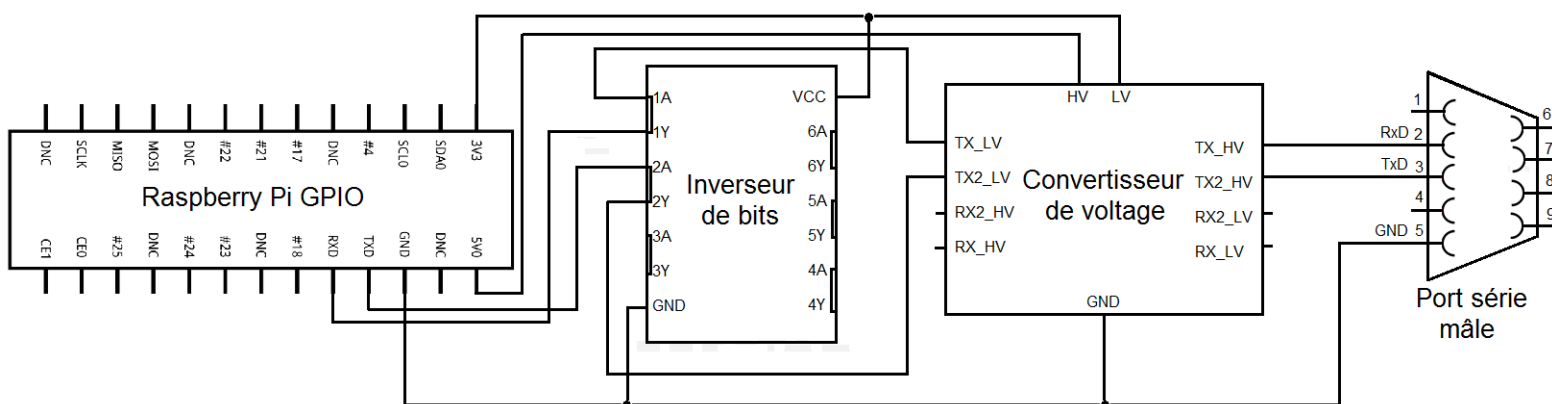 DNC
SCLK
MISO
MOSI
DNC
#22
#21
#17
DNC
#4
SCL0
SDA0
3V3
Raspberry Pi GPIO
CE1
CE0
#25
DNC
#24
#23
DNC
#18
RXD
TXD
GND
DNC
5V0
1A
VCC
1Y
6A
2A
6Y
Inverseur
de bits
2Y
5A
3A
5Y
3Y
4A
GND
4Y
HV
LV
TX_LV
TX_HV
TX2_LV
TX2_HV
Convertisseur
de voltage
RX2_HV
RX2_LV
RX_HV
RX_LV
GND
1
6
RxD 2
7
TxD 3
8
4
9
GND 5
Port série
mâle